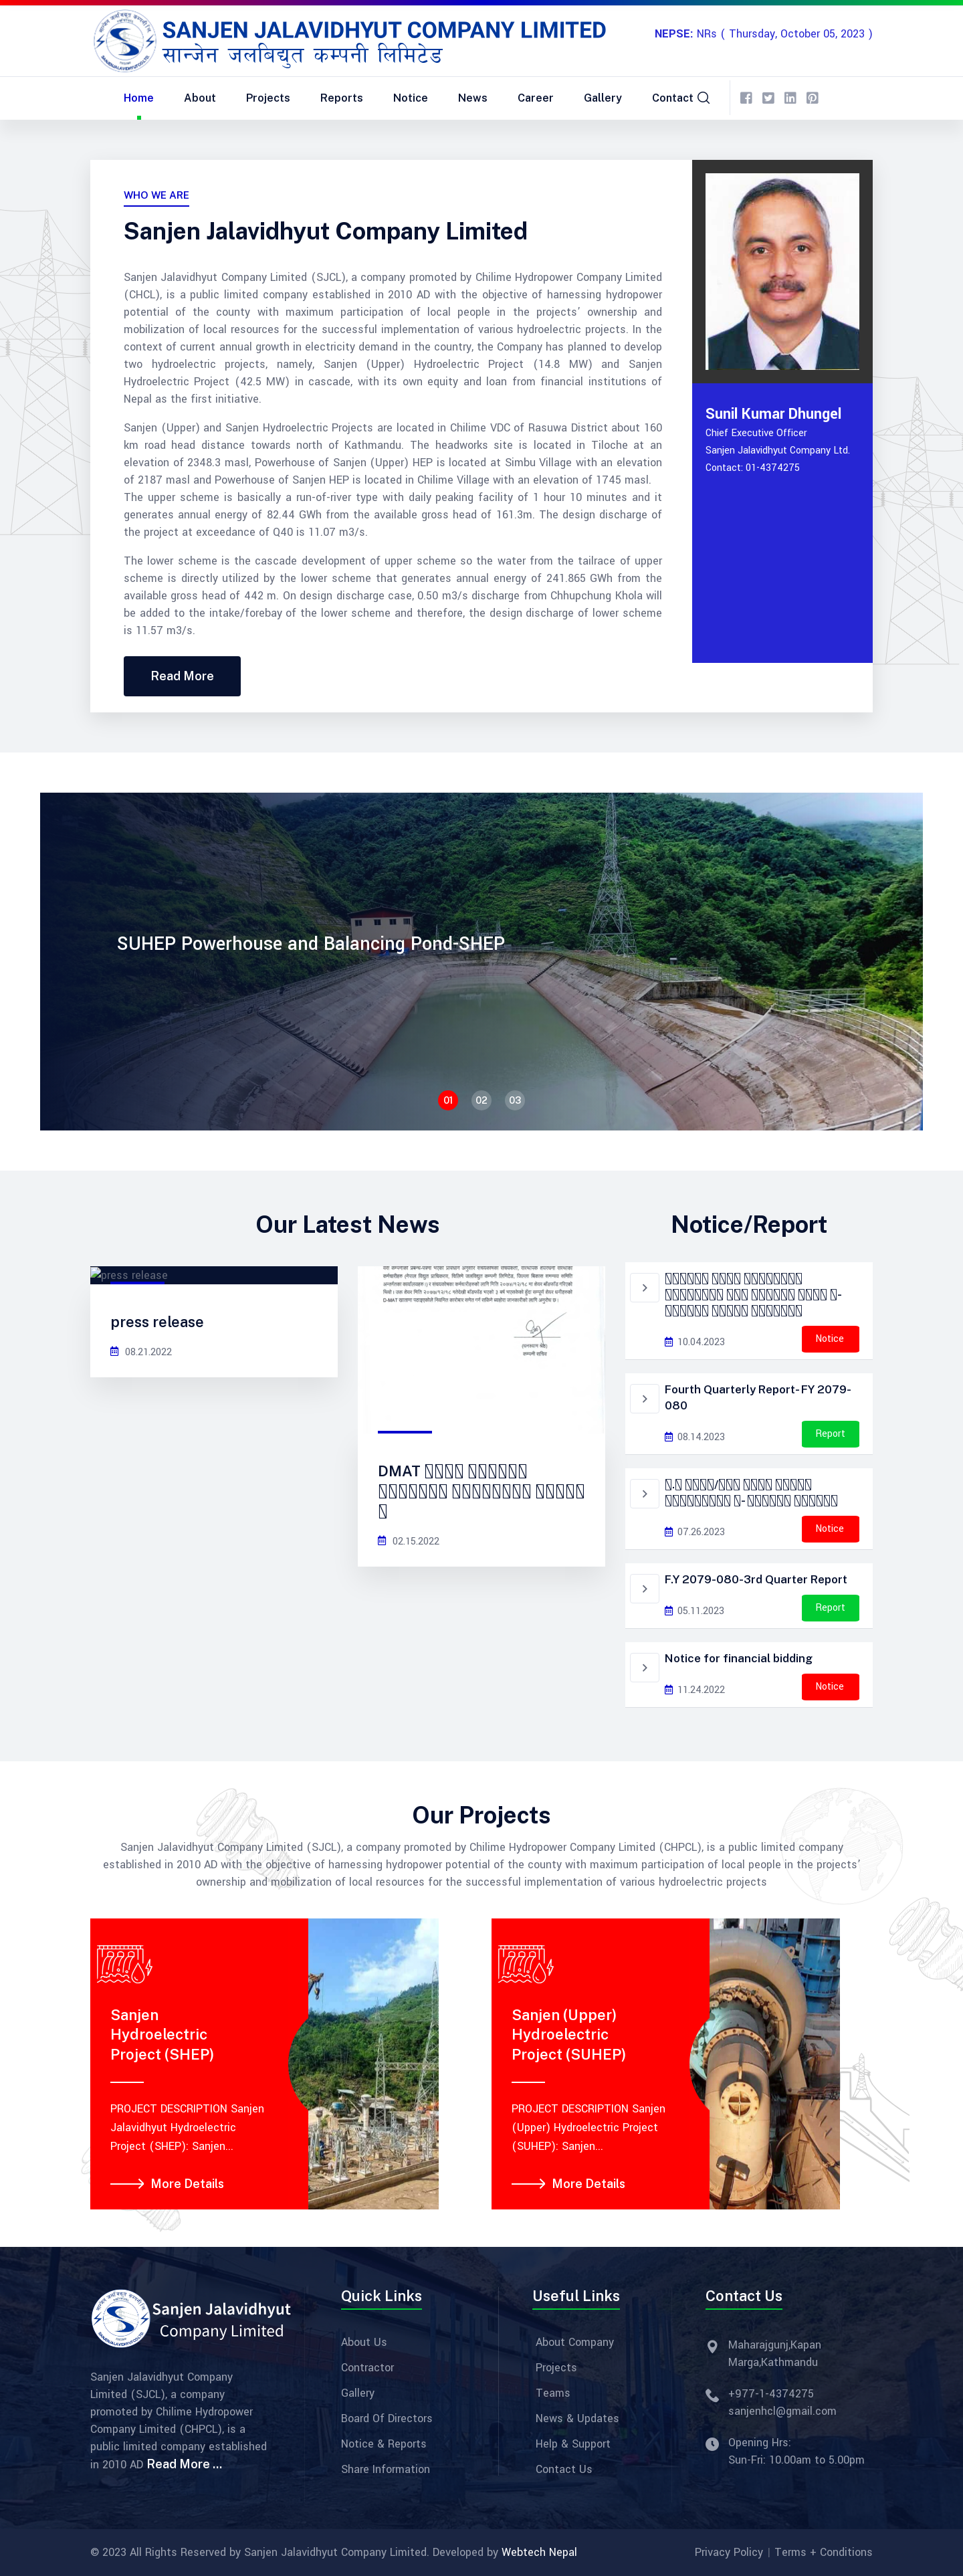 SANJEN JALAVIDHYUT COMPANY LIMITED
सान्जेन जलबिद्युत कम्पनी लिमिटेड
NEPSE: NRs ( Thursday, October 05, 2023 )
Home About Projects Reports Notice News Career Gallery Contact
WHO WE ARE
Sanjen Jalavidhyut Company Limited
Sanjen Jalavidhyut Company Limited (SJCL), a company promoted by Chilime Hydropower Company Limited
(CHCL), is a public limited company established in 2010 AD with the objective of harnessing hydropower
potential of the county with maximum participation of local people in the projects’ ownership and
mobilization of local resources for the successful implementation of various hydroelectric projects. In the
context of current annual growth in electricity demand in the country, the Company has planned to develop
two hydroelectric projects, namely, Sanjen (Upper) Hydroelectric Project (14.8 MW) and Sanjen
Hydroelectric Project (42.5 MW) in cascade, with its own equity and loan from financial institutions of
Nepal as the first initiative.
Sanjen (Upper) and Sanjen Hydroelectric Projects are located in Chilime VDC of Rasuwa District about 160
km road head distance towards north of Kathmandu. The headworks site is located in Tiloche at an
elevation of 2348.3 masl, Powerhouse of Sanjen (Upper) HEP is located at Simbu Village with an elevation
of 2187 masl and Powerhouse of Sanjen HEP is located in Chilime Village with an elevation of 1745 masl.
The upper scheme is basically a run-of-river type with daily peaking facility of 1 hour 10 minutes and it
generates annual energy of 82.44 GWh from the available gross head of 161.3m. The design discharge of
the project at exceedance of Q40 is 11.07 m3/s.
The lower scheme is the cascade development of upper scheme so the water from the tailrace of upper
scheme is directly utilized by the lower scheme that generates annual energy of 241.865 GWh from the
available gross head of 442 m. On design discharge case, 0.50 m3/s discharge from Chhupchung Khola will
be added to the intake/forebay of the lower scheme and therefore, the design discharge of lower scheme
is 11.57 m3/s.
Read More
Sunil Kumar Dhungel
Chief Executive Officer
Sanjen Jalavidhyut Company Ltd.
Contact: 01-4374275
SUHEP Powerhouse and Balancing Pond-SHEP
01 02 03
Our Latest News
press release
press release
08.21.2022
DMAT
02.15.2022
Notice/Report
10.04.2023
Notice
Fourth Quarterly Report- FY 2079-
080
08.14.2023
Report
07.26.2023
Notice
F.Y 2079-080-3rd Quarter Report
05.11.2023
Report
Notice for financial bidding
11.24.2022
Notice
Our Projects
Sanjen Jalavidhyut Company Limited (SJCL), a company promoted by Chilime Hydropower Company Limited (CHPCL), is a public limited company
established in 2010 AD with the objective of harnessing hydropower potential of the county with maximum participation of local people in the projects’
ownership and mobilization of local resources for the successful implementation of various hydroelectric projects
Sanjen
Hydroelectric
Project (SHEP)
PROJECT DESCRIPTION Sanjen
Jalavidhyut Hydroelectric
Project (SHEP): Sanjen...
More Details
Sanjen (Upper)
Hydroelectric
Project (SUHEP)
PROJECT DESCRIPTION Sanjen
(Upper) Hydroelectric Project
(SUHEP): Sanjen...
More Details
Sanjen Jalavidhyut
Company Limited
Sanjen Jalavidhyut Company
Limited (SJCL), a company
promoted by Chilime Hydropower
Company Limited (CHPCL), is a
public limited company established
in 2010 AD Read More ...
Quick Links
About Us
Contractor
Gallery
Board Of Directors
Notice & Reports
Share Information
Useful Links
About Company
Projects
Teams
News & Updates
Help & Support
Contact Us
Contact Us
Maharajgunj,Kapan
Marga,Kathmandu
+977-1-4374275
sanjenhcl@gmail.com
Opening Hrs:
Sun-Fri: 10.00am to 5.00pm
© 2023 All Rights Reserved by Sanjen Jalavidhyut Company Limited. Developed by Webtech Nepal
Privacy Policy | Terms + Conditions